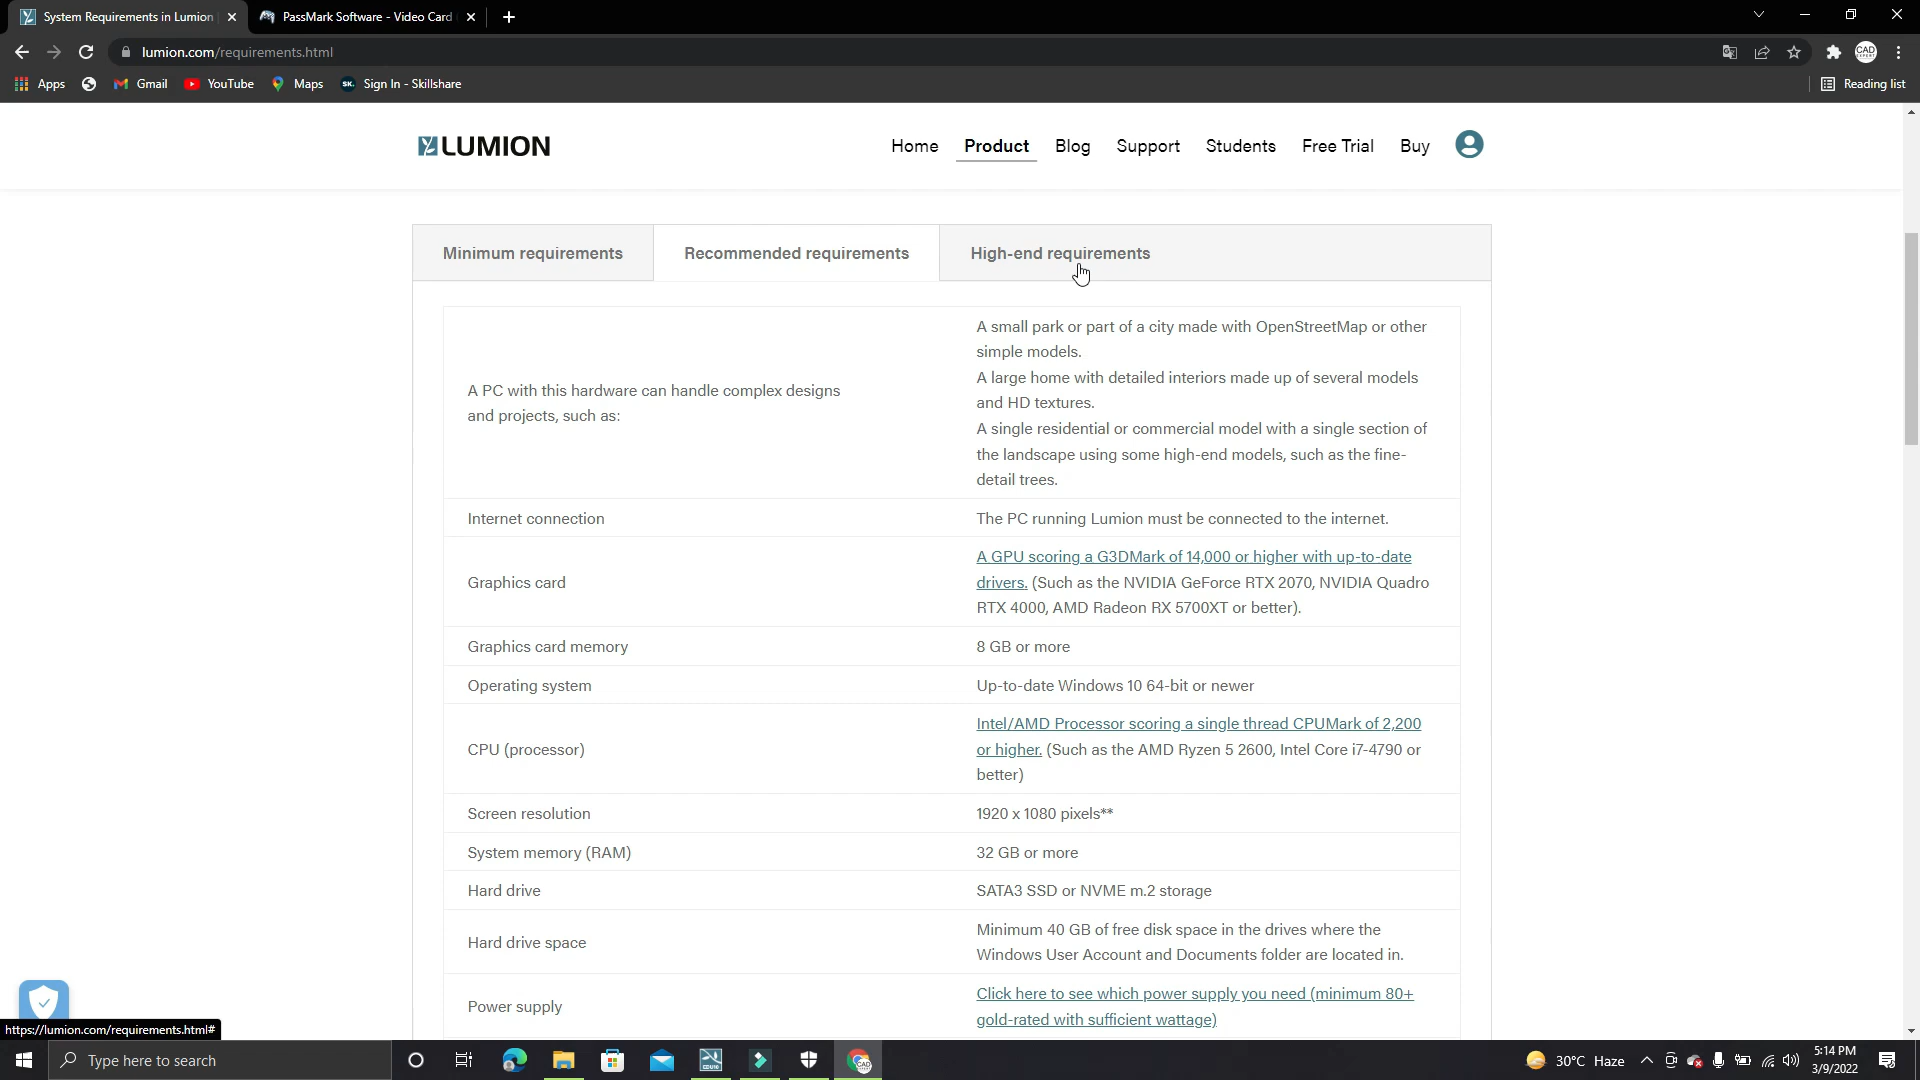 System Requirements in Lumion
PassMark Software - Video Card
lumion.com/requirements.html
Apps
Gmail
YouTube
Maps
Sign In - Skillshare
Reading list
LUMION
Home
Product
Blog
Support
Students
Free Trial
Buy
Minimum requirements
Recommended requirements
High-end requirements
A PC with this hardware can handle complex designs
and projects, such as:
A small park or part of a city made with OpenStreetMap or other
simple models.
A large home with detailed interiors made up of several models
and HD textures.
A single residential or commercial model with a single section of
the landscape using some high-end models, such as the fine-
detail trees.
Internet connection
The PC running Lumion must be connected to the internet.
Graphics card
A GPU scoring a G3DMark of 14,000 or higher with up-to-date
drivers. (Such as the NVIDIA GeForce RTX 2070, NVIDIA Quadro
RTX 4000, AMD Radeon RX 5700XT or better).
Graphics card memory
8 GB or more
Operating system
Up-to-date Windows 10 64-bit or newer
CPU (processor)
Intel/AMD Processor scoring a single thread CPUMark of 2,200
or higher. (Such as the AMD Ryzen 5 2600, Intel Core i7-4790 or
better)
Screen resolution
1920 x 1080 pixels**
System memory (RAM)
32 GB or more
Hard drive
SATA3 SSD or NVME m.2 storage
Hard drive space
Minimum 40 GB of free disk space in the drives where the
Windows User Account and Documents folder are located in.
Power supply
Click here to see which power supply you need (minimum 80+
gold-rated with sufficient wattage)
https://lumion.com/requirements.html#
Type here to search
30°C Haze
5:14 PM
3/9/2022